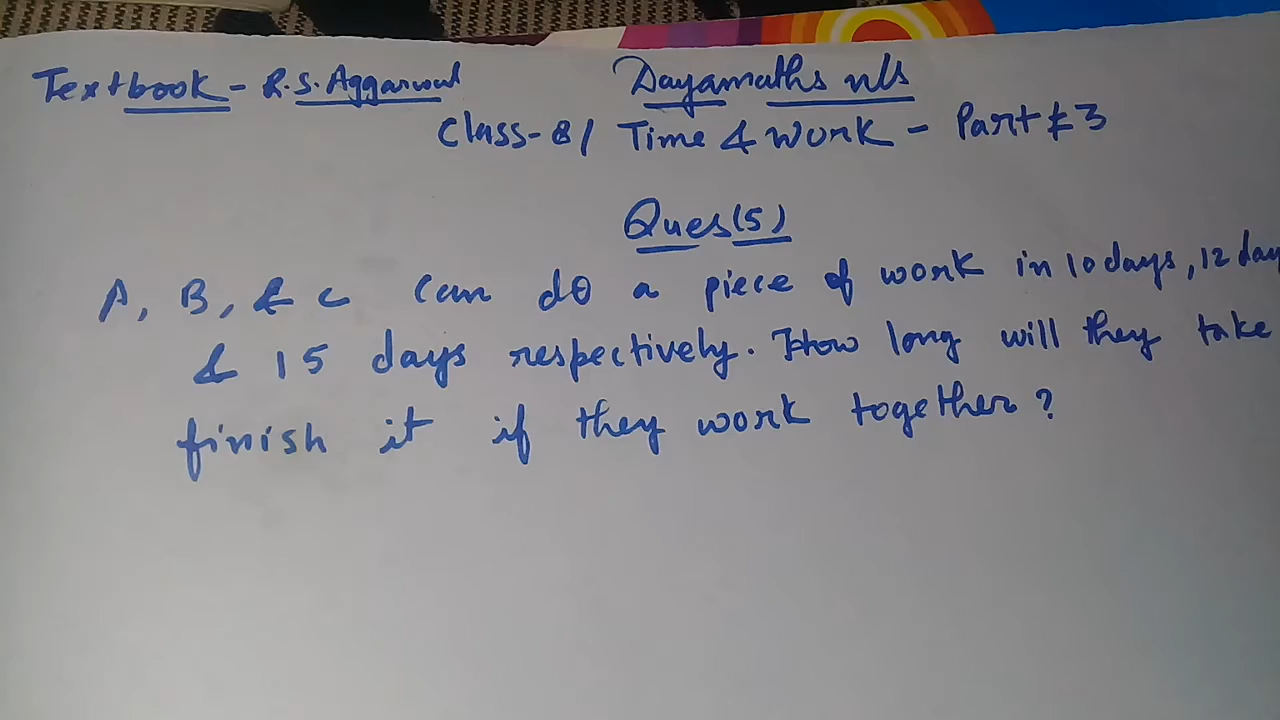 Textbook - R.S. Aggarwal
Dayamaths nls
Class-8/ Time & Work - Part # 3
Ques(5)
A, B, & C can do a piece of work in 10 days, 12 day
& 15 days respectively. How long will they take
finish it if they work together?